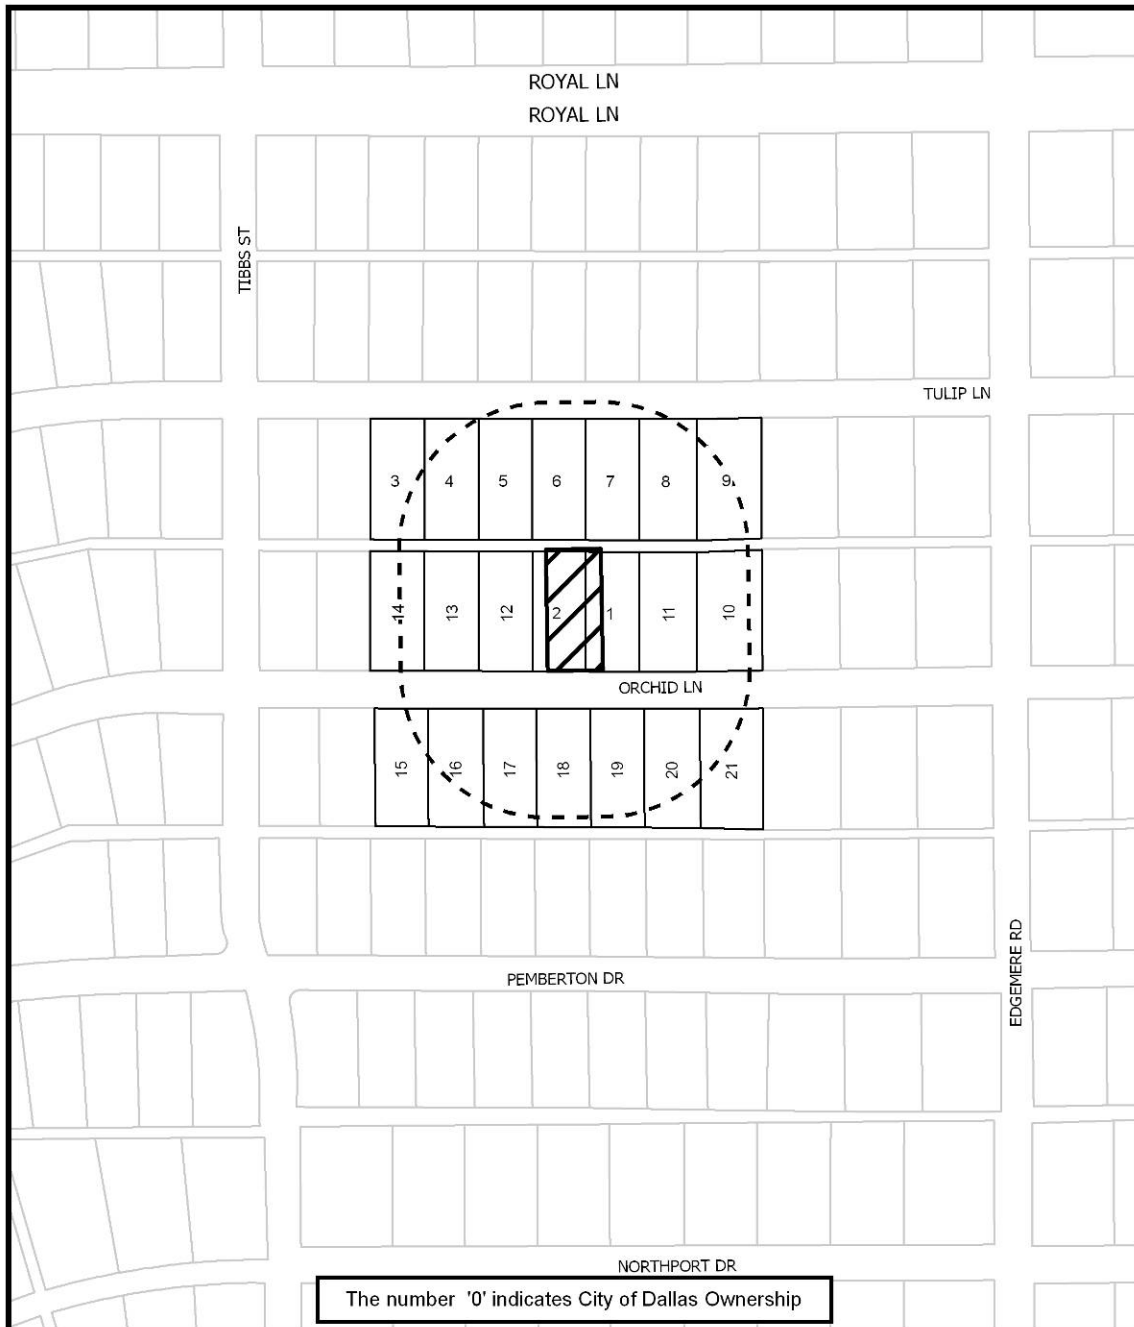 ROYAL LN
ROYAL LN
TIBBS ST
TULIP LN
3
4
5
6
7
8
9
14
13
12
2
1
11
10
ORCHID LN
15
16
17
18
19
20
21
PEMBERTON DR
EDGEMERE RD
NORTHPORT DR
The number '0' indicates City of Dallas Ownership